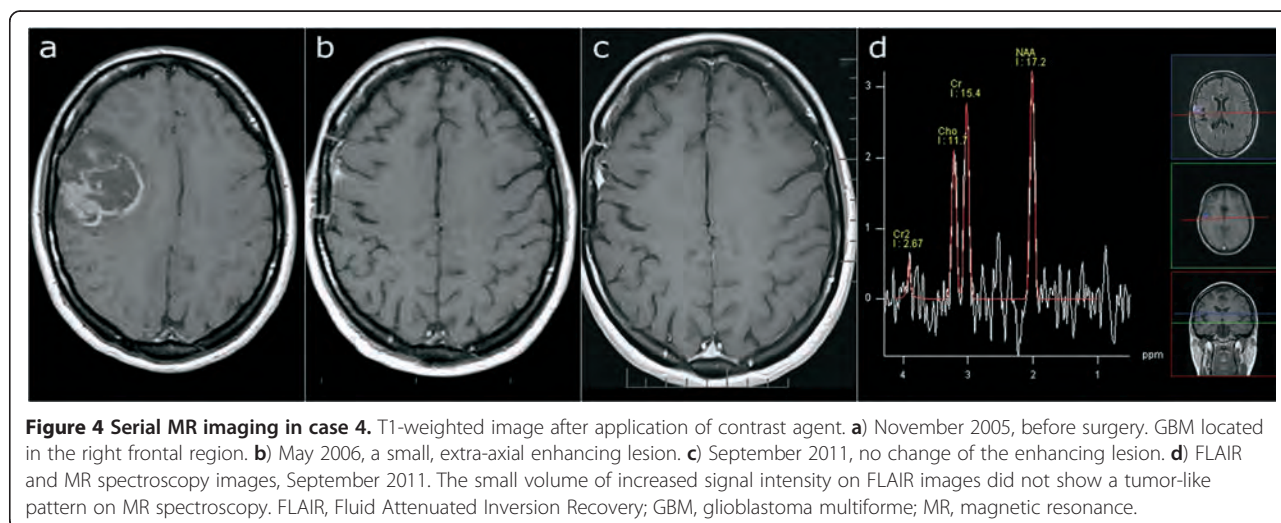 a
b
c
d
NAA
I : 17.2
Cr
I : 15.4
Cho
I : 11.7
Cr2
I : 2.67
3
2
1
0
4 3 2 1 ppm
Figure 4 Serial MR imaging in case 4. T1-weighted image after application of contrast agent. a) November 2005, before surgery. GBM located
in the right frontal region. b) May 2006, a small, extra-axial enhancing lesion. c) September 2011, no change of the enhancing lesion. d) FLAIR
and MR spectroscopy images, September 2011. The small volume of increased signal intensity on FLAIR images did not show a tumor-like
pattern on MR spectroscopy. FLAIR, Fluid Attenuated Inversion Recovery; GBM, glioblastoma multiforme; MR, magnetic resonance.